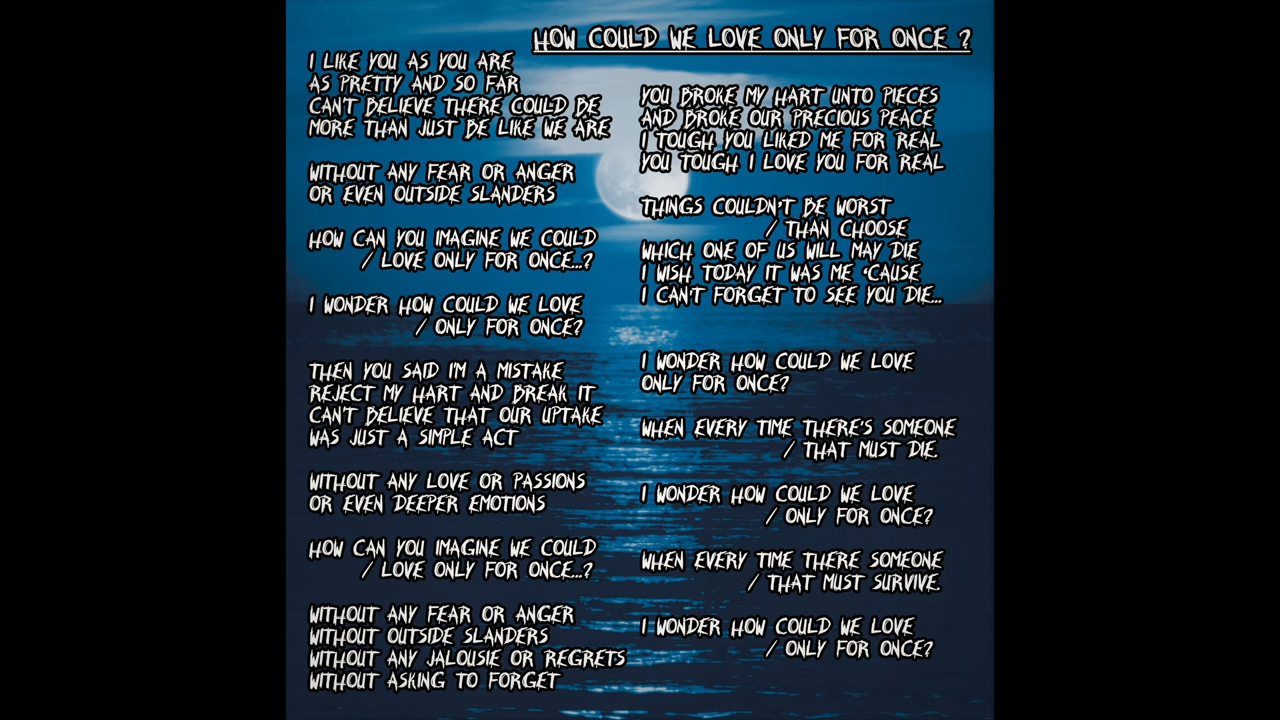 HOW COULD WE LOVE ONLY FOR ONCE ?
I LIKE YOU AS YOU ARE
AS PRETTY AND SO FAR
CAN'T BELIEVE THERE COULD BE
MORE THAN JUST BE LIKE WE ARE
WITHOUT ANY FEAR OR ANGER
OR EVEN OUTSIDE SLANDERS
HOW CAN YOU IMAGINE WE COULD
/ LOVE ONLY FOR ONCE...?
I WONDER HOW COULD WE LOVE
/ ONLY FOR ONCE?
THEN YOU SAID I'M A MISTAKE
REJECT MY HART AND BREAK IT
CAN'T BELIEVE THAT OUR UPTAKE
WAS JUST A SIMPLE ACT
WITHOUT ANY LOVE OR PASSIONS
OR EVEN DEEPER EMOTIONS
HOW CAN YOU IMAGINE WE COULD
/ LOVE ONLY FOR ONCE...?
WITHOUT ANY FEAR OR ANGER
WITHOUT OUTSIDE SLANDERS
WITHOUT ANY JALOUSIE OR REGRETS
WITHOUT ASKING TO FORGET
YOU BROKE MY HART UNTO PIECES
AND BROKE OUR PRECIOUS PEACE
I TOUGH YOU LIKED ME FOR REAL
YOU TOUGH I LOVE YOU FOR REAL
THINGS COULDN'T BE WORST
/ THAN CHOOSE
WHICH ONE OF US WILL MAY DIE
I WISH TODAY IT WAS ME 'CAUSE
I CAN'T FORGET TO SEE YOU DIE...
I WONDER HOW COULD WE LOVE
ONLY FOR ONCE?
WHEN EVERY TIME THERE'S SOMEONE
/ THAT MUST DIE.
I WONDER HOW COULD WE LOVE
/ ONLY FOR ONCE?
WHEN EVERY TIME THERE SOMEONE
/ THAT MUST SURVIVE.
I WONDER HOW COULD WE LOVE
/ ONLY FOR ONCE?